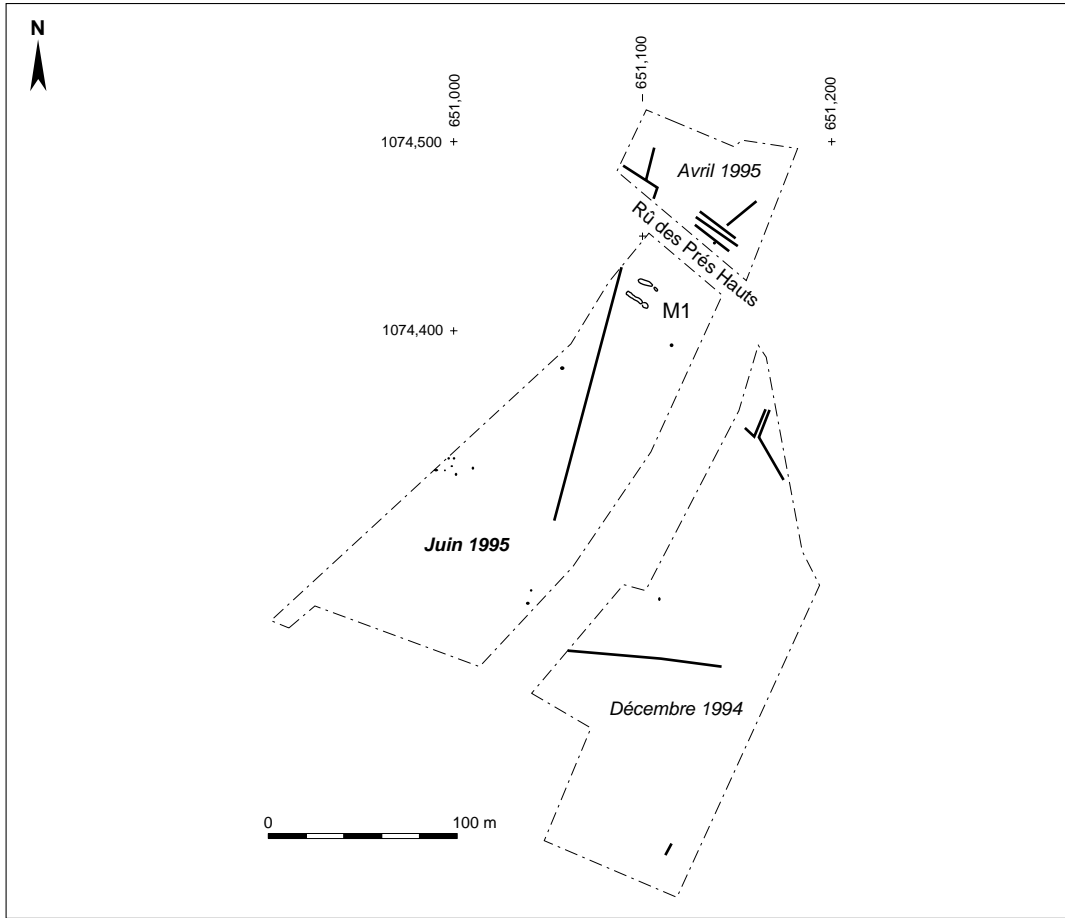 N
651,000
651,100
651,200
1074,500
Avril 1995
Rû des Prés Hauts
M1
1074,400
Juin 1995
Décembre 1994
0 100 m